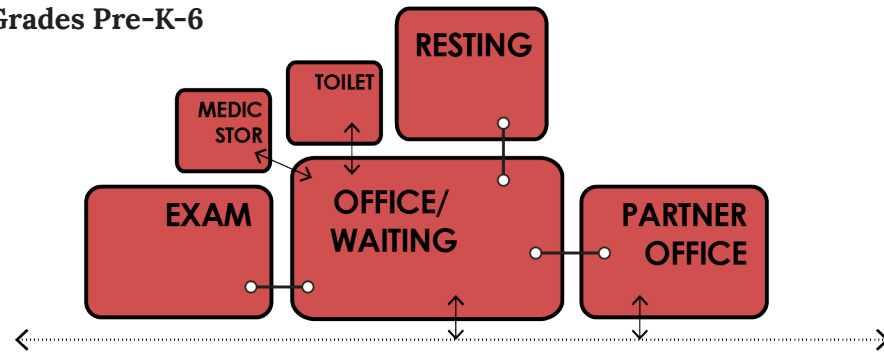 Grades Pre-K-6
RESTING
TOILET
MEDIC
STOR
OFFICE/
WAITING
EXAM
PARTNER
OFFICE